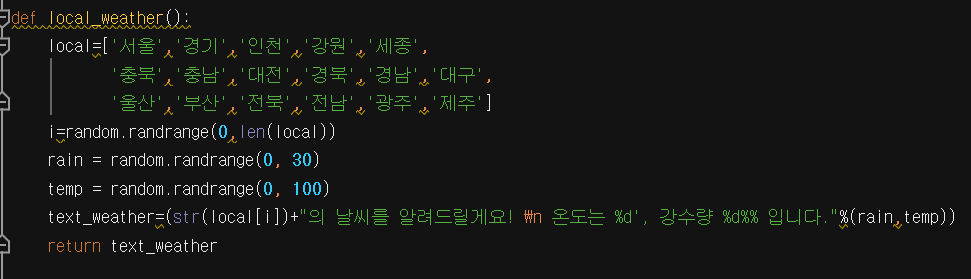 def local_weather():
local=['서울','경기','인천','강원','세종',
'충북','충남','대전','경북','경남','대구',
'울산','부산','전북','전남','광주','제주']
i=random.randrange(0,len(local))
rain = random.randrange(0, 30)
temp = random.randrange(0, 100)
text_weather=(str(local[i])+"의 날씨를 알려드릴게요! ₩n 온도는 %d', 강수량 %d%% 입니다."%(rain,temp))
return text_weather